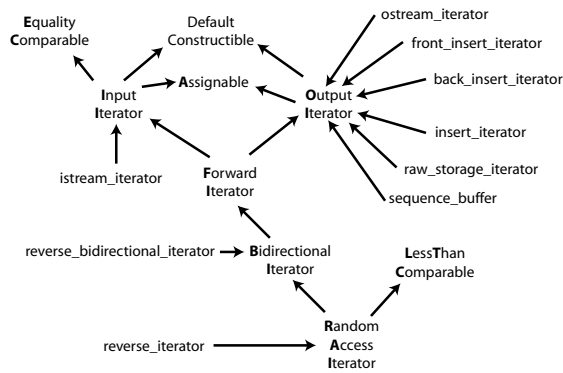 Equality
Comparable
Default
Constructible
ostream_iterator
front_insert_iterator
back_insert_iterator
Assignable
Input
Iterator
Output
Iterator
insert_iterator
raw_storage_iterator
sequence_buffer
istream_iterator
Forward
Iterator
reverse_bidirectional_iterator
Bidirectional
Iterator
LessThan
Comparable
reverse_iterator
Random
Access
Iterator